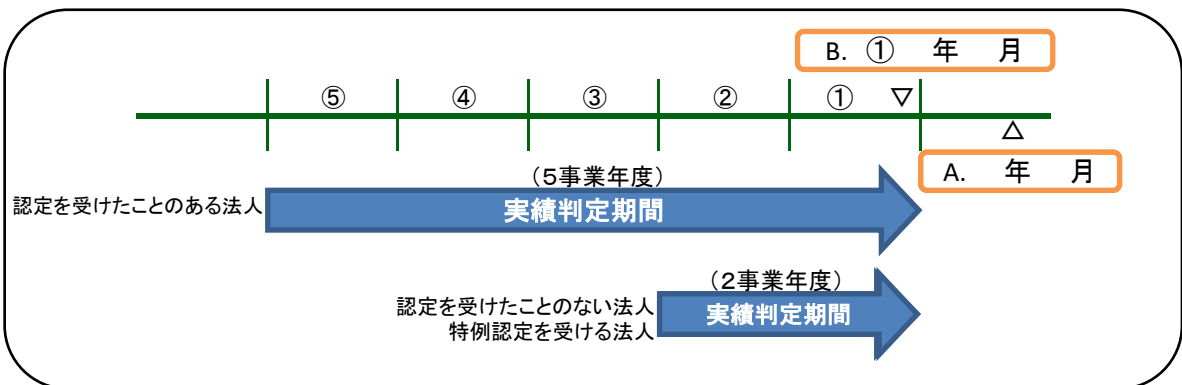 B. ① 年 月
⑤ ④ ③ ② ① ▽
△
A. 年 月
(5事業年度)
認定を受けたことのある法人
実績判定期間
(2事業年度)
認定を受けたことのない法人
特例認定を受ける法人
実績判定期間